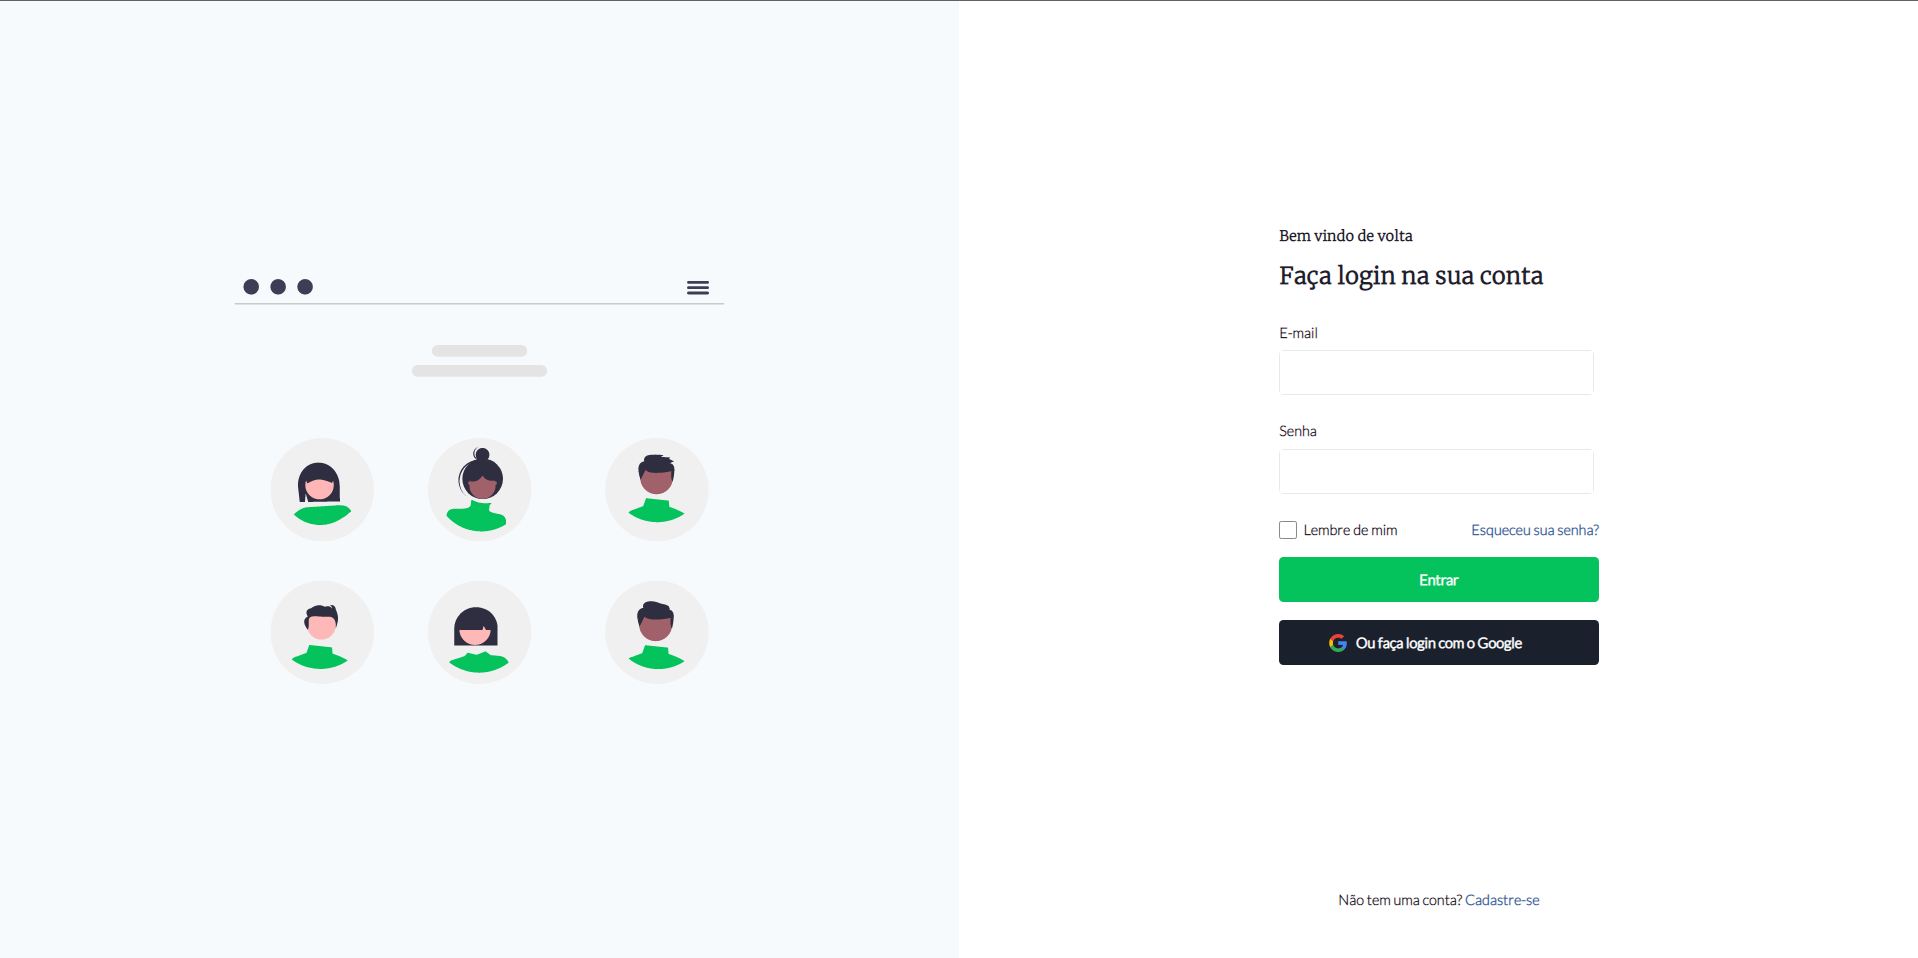 Bem vindo de volta
Faça login na sua conta
E-mail
Senha
Lembre de mim
Esqueceu sua senha?
Entrar
Ou faça login com o Google
Não tem uma conta? Cadastre-se